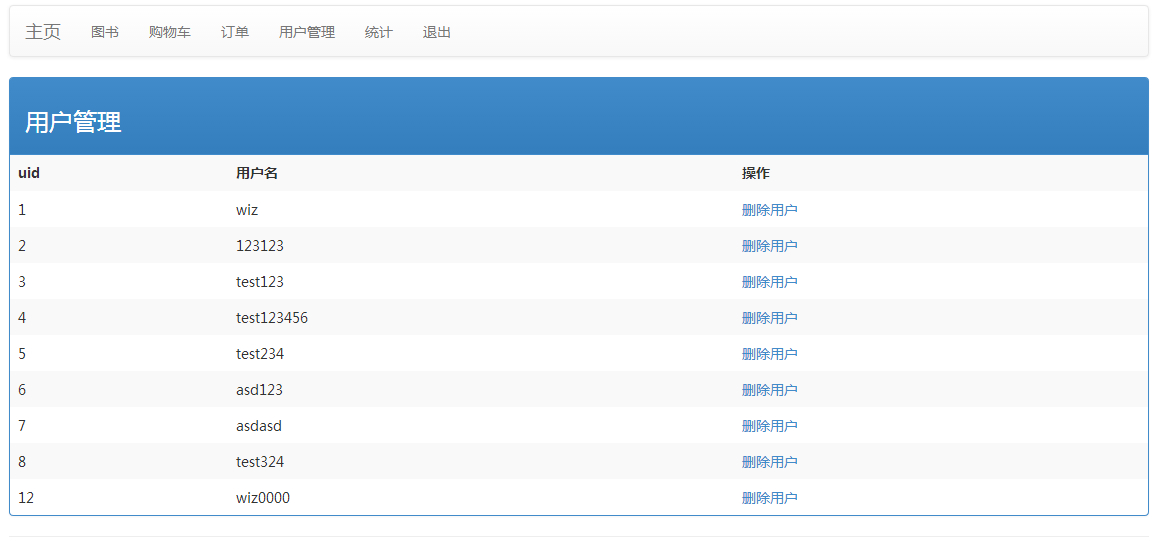 主页 图书 购物车 订单 用户管理 统计 退出
用户管理
uid 用户名 操作
1 wiz 删除用户
2 123123 删除用户
3 test123 删除用户
4 test123456 删除用户
5 test234 删除用户
6 asd123 删除用户
7 asdasd 删除用户
8 test324 删除用户
12 wiz0000 删除用户